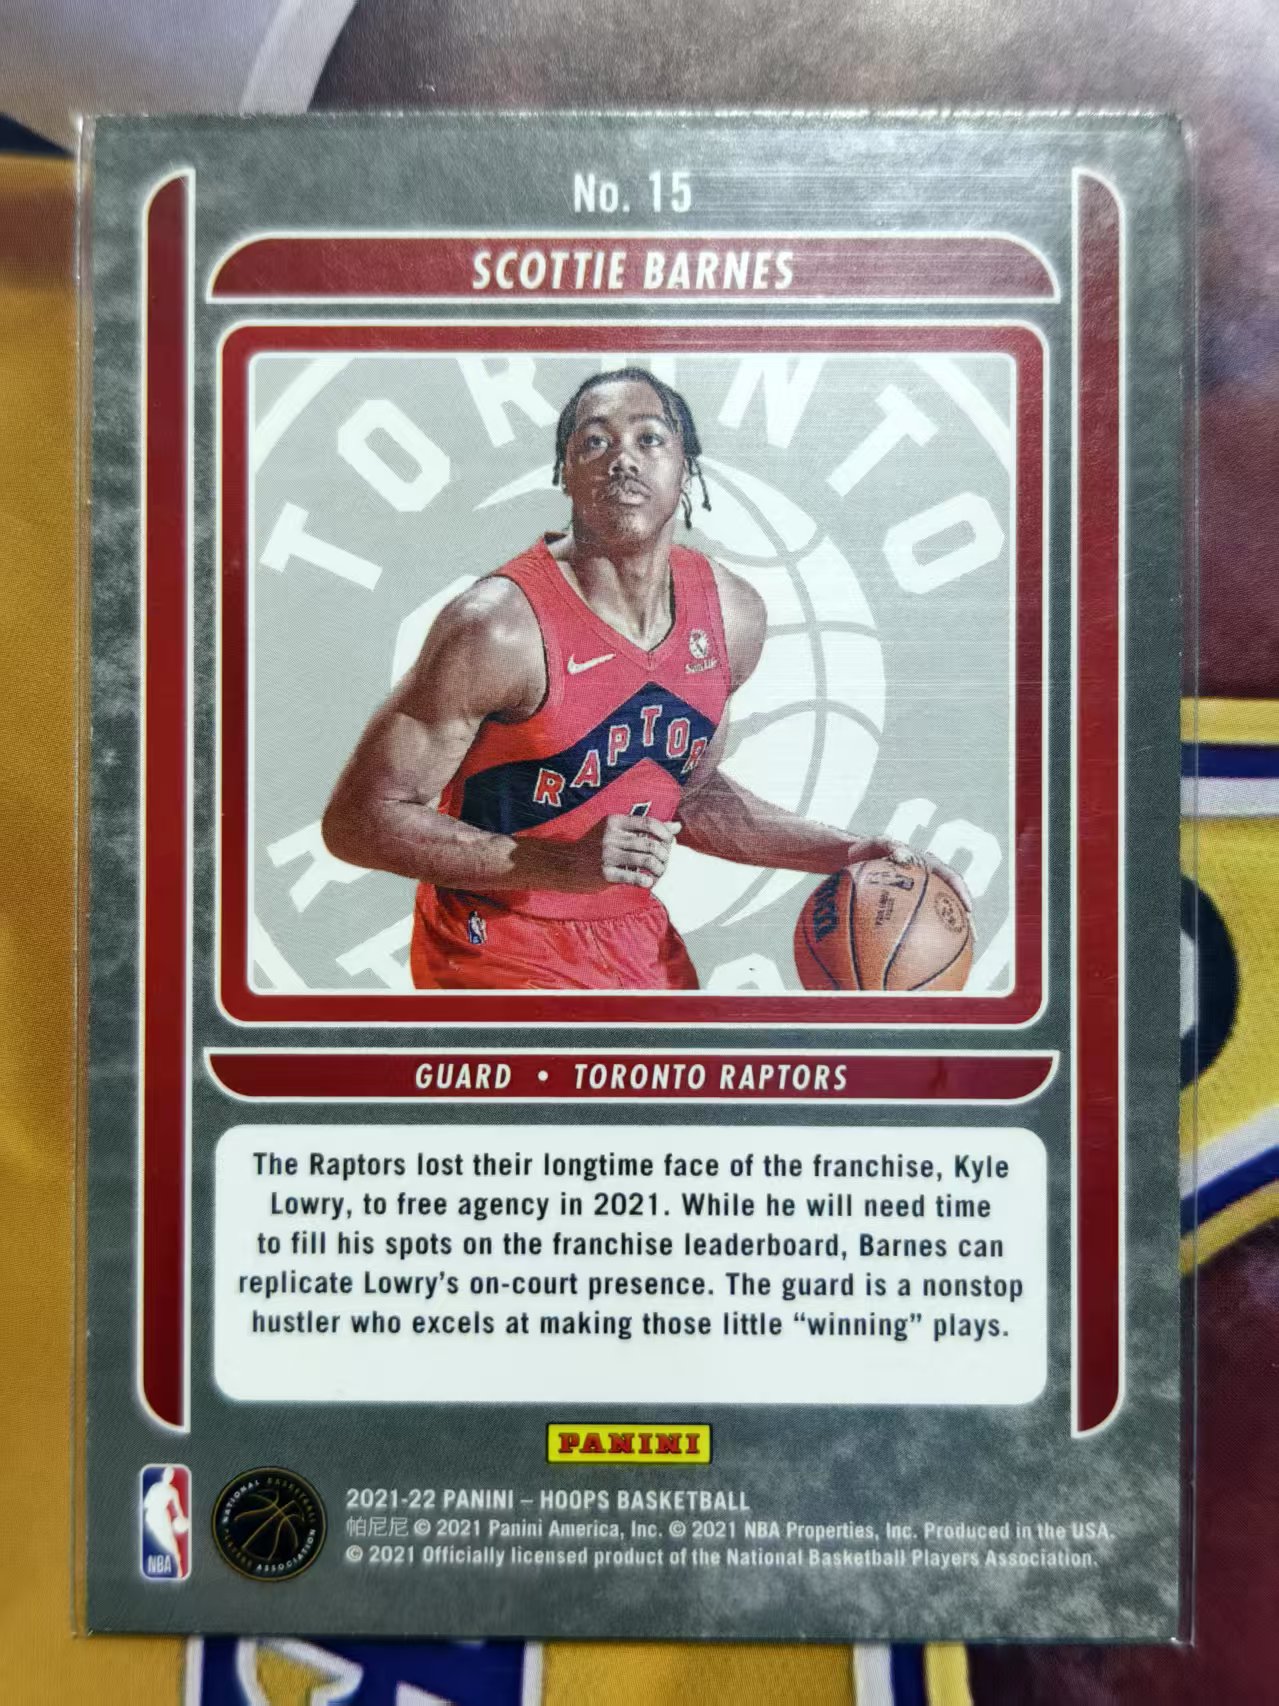 No. 15
SCOTTIE BARNES
TORONTO
RAPTORS
GUARD • TORONTO RAPTORS
The Raptors lost their longtime face of the franchise, Kyle
Lowry, to free agency in 2021. While he will need time
to fill his spots on the franchise leaderboard, Barnes can
replicate Lowry's on-court presence. The guard is a nonstop
hustler who excels at making those little “winning” plays.
PANINI
NBA
NATIONAL BASKETBALL PLAYERS ASSOCIATION
2021-22 PANINI – HOOPS BASKETBALL
帕尼尼 © 2021 Panini America, Inc. © 2021 NBA Properties, Inc. Produced in the USA.
© 2021 Officially licensed product of the National Basketball Players Association.